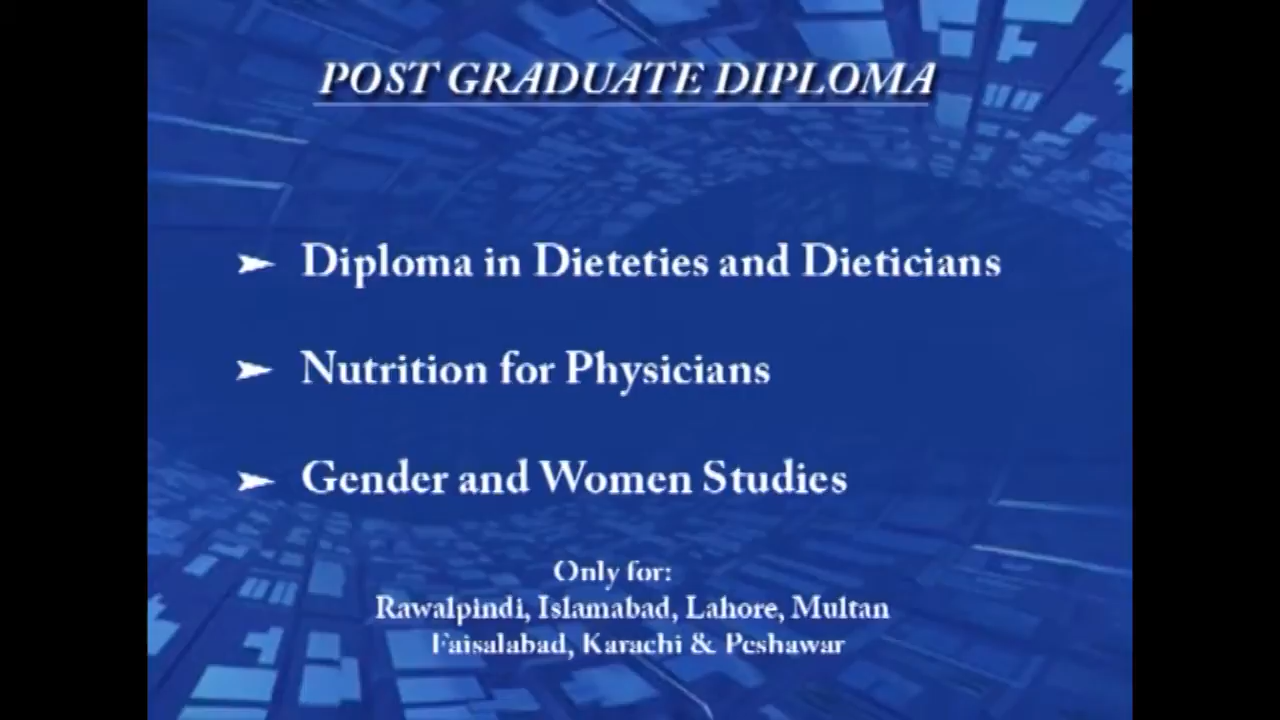 POST GRADUATE DIPLOMA
Diploma in Dieteties and Dieticians
Nutrition for Physicians
Gender and Women Studies
Only for:
Rawalpindi, Islamabad, Lahore, Multan
Faisalabad, Karachi & Peshawar